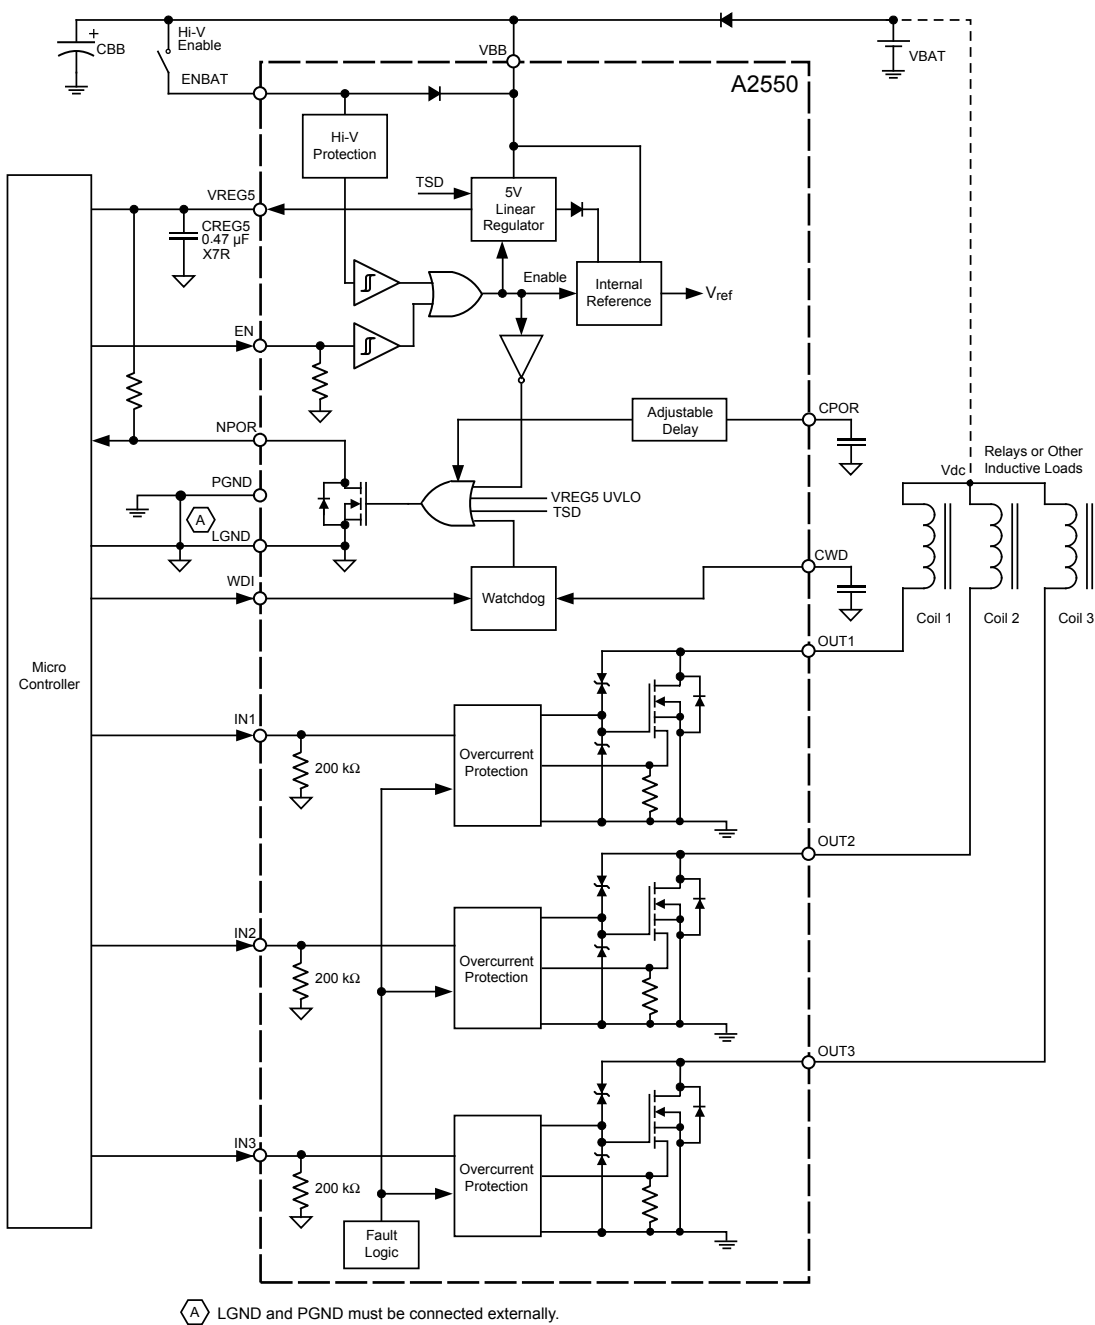 +
CBB
Hi-V
Enable
ENBAT
VBB
VBAT
A2550
Hi-V
Protection
TSD
5V
Linear
Regulator
VREG5
CREG5
0.47 µF
X7R
Enable
Internal
Reference
Vref
EN
Adjustable
Delay
CPOR
NPOR
Relays or Other
Inductive Loads
Vdc
PGND
VREG5 UVLO
TSD
A
LGND
CWD
WDI
Watchdog
Coil 1
Coil 2
Coil 3
OUT1
Micro
Controller
IN1
Overcurrent
Protection
200 kΩ
OUT2
IN2
Overcurrent
Protection
200 kΩ
OUT3
IN3
Overcurrent
Protection
200 kΩ
Fault
Logic
A LGND and PGND must be connected externally.